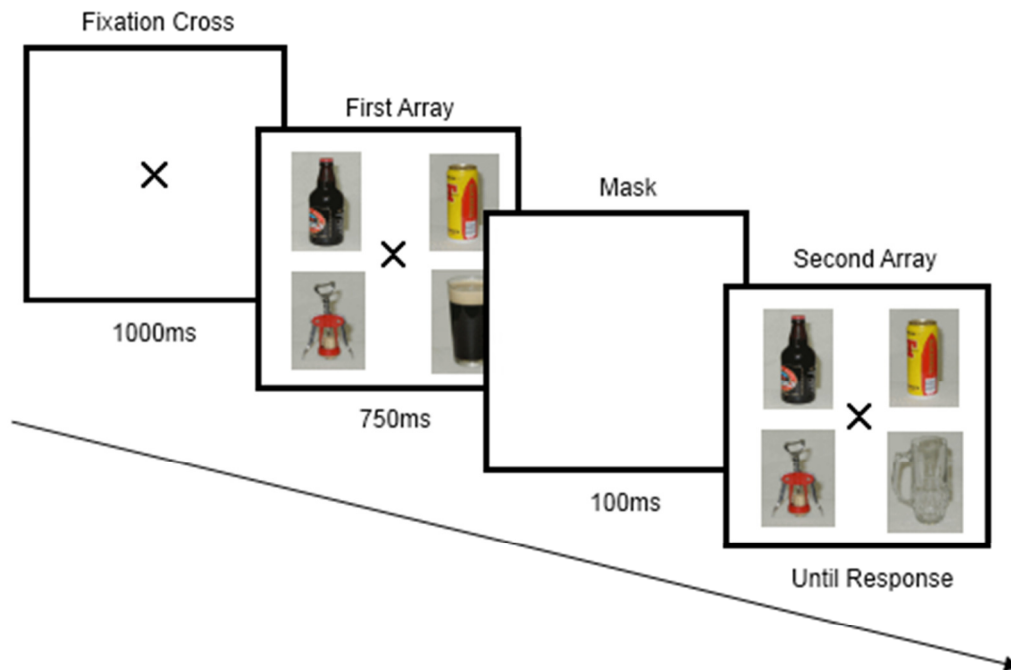 Fixation Cross
First Array
Mask
Second Array
1000ms
750ms
100ms
Until Response